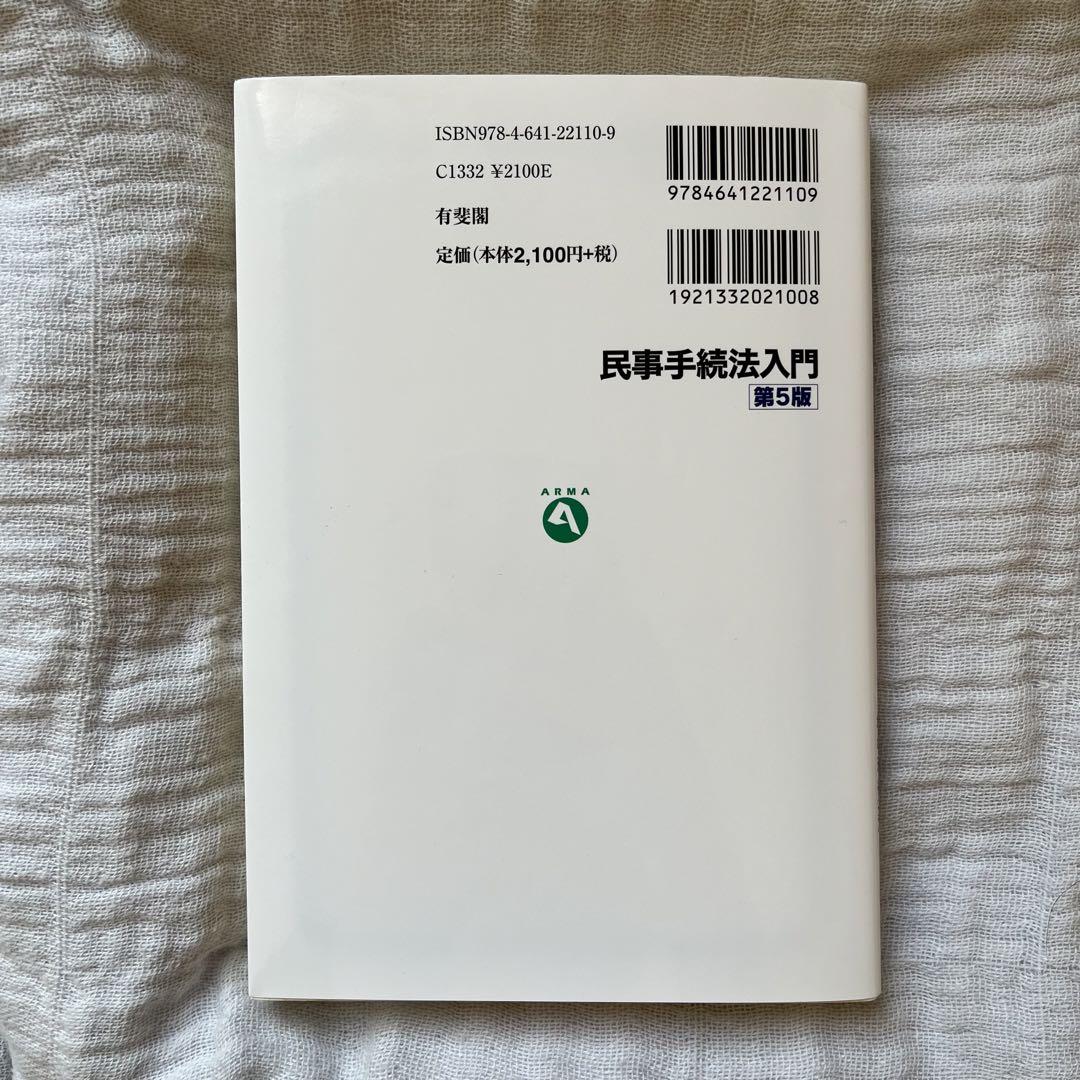 ISBN978-4-641-22110-9
C1332 ¥2100E
有斐閣
定価(本体2,100円+税)
9784641221109
1921332021008
民事手続法入門
第5版
ARMA